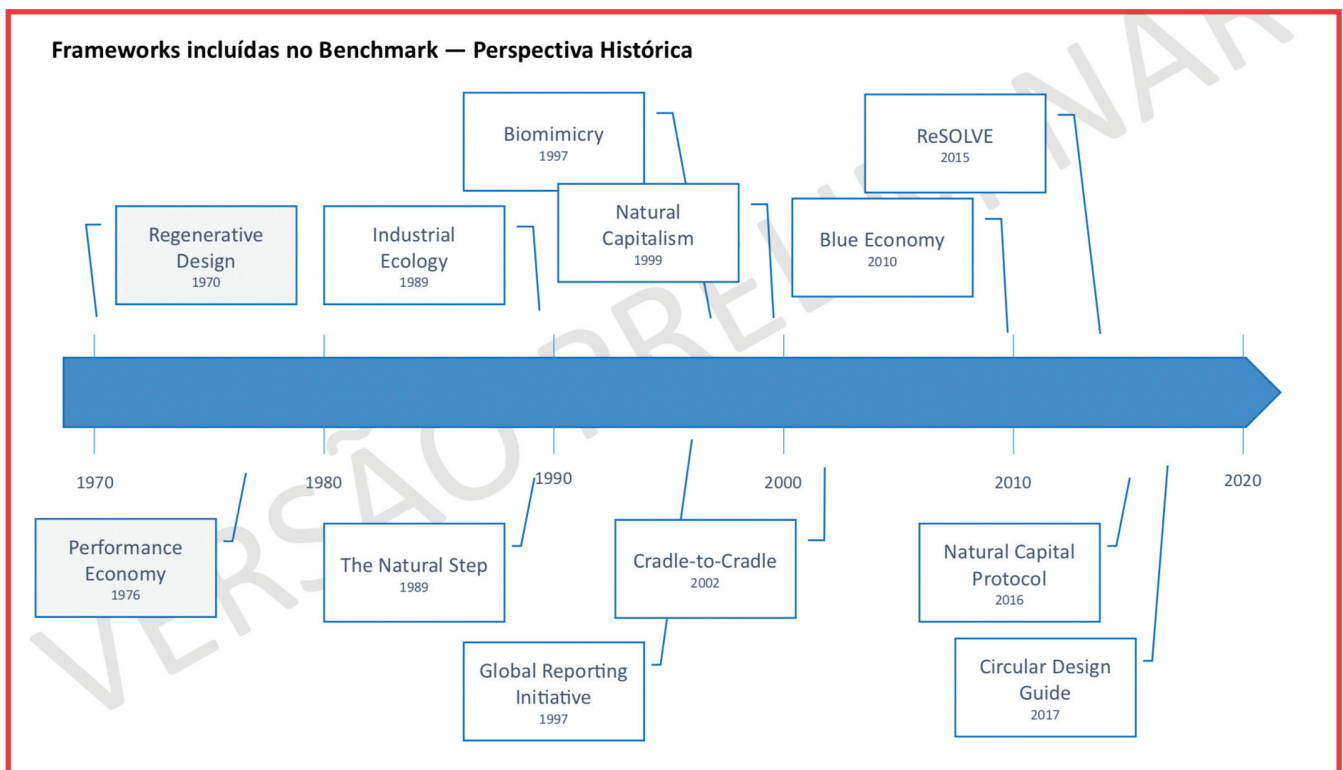 Frameworks incluídas no Benchmark — Perspectiva Histórica
Biomimicry
1997
ReSOLVE
2015
Regenerative
Design
1970
Industrial
Ecology
1989
Natural
Capitalism
1999
Blue Economy
2010
1970
1980
1990
2000
2010
2020
Performance
Economy
1976
The Natural Step
1989
Cradle-to-Cradle
2002
Natural Capital
Protocol
2016
Global Reporting
Initiative
1997
Circular Design
Guide
2017
VERSÃO PRELIMINAR